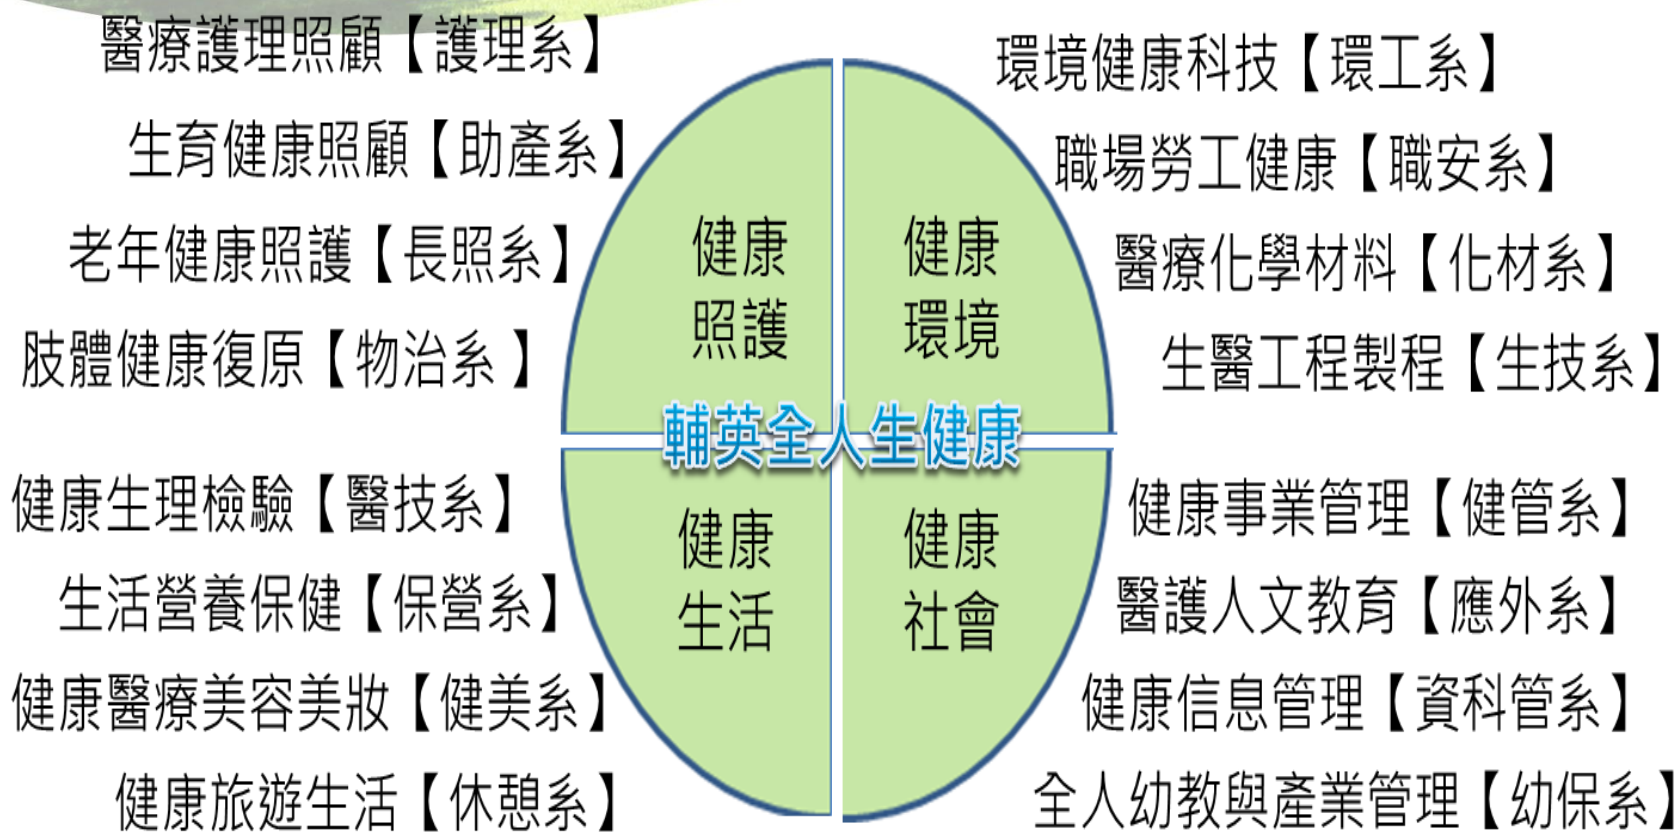 醫療護理照顧【護理系】
生育健康照顧【助產系】
老年健康照護【長照系】
肢體健康復原【物治系 】
健康
照護
健康
環境
環境健康科技【環工系】
職場勞工健康【職安系】
醫療化學材料【化材系】
生醫工程製程【生技系】
輔英全人生健康
健康生理檢驗【醫技系】
生活營養保健【保營系】
健康醫療美容美妝【健美系】
健康旅遊生活【休憩系】
健康
生活
健康
社會
健康事業管理【健管系】
醫護人文教育【應外系】
健康信息管理【資科管系】
全人幼教與產業管理【幼保系】